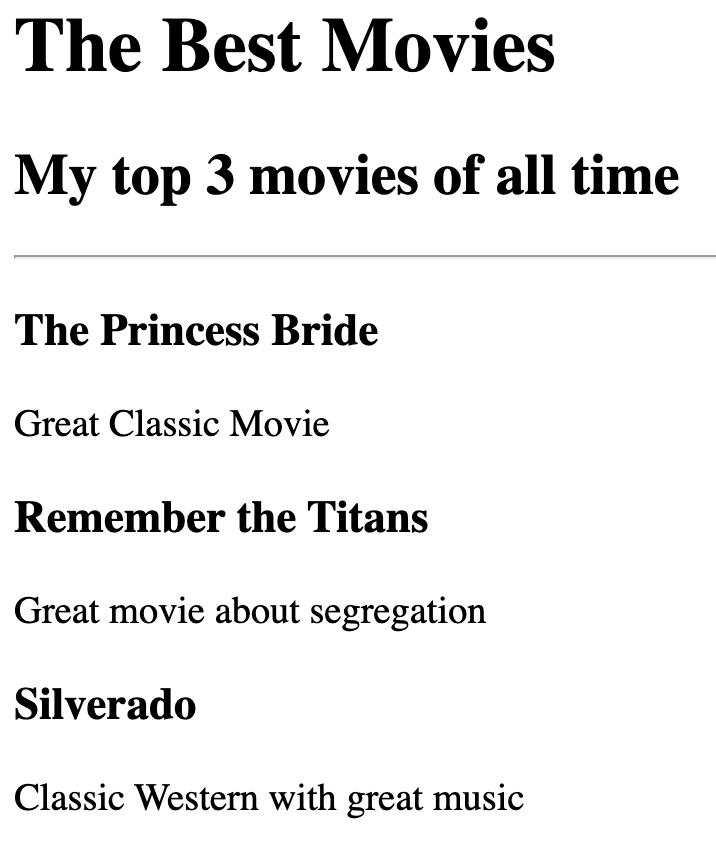 The Best Movies
My top 3 movies of all time
The Princess Bride
Great Classic Movie
Remember the Titans
Great movie about segregation
Silverado
Classic Western with great music